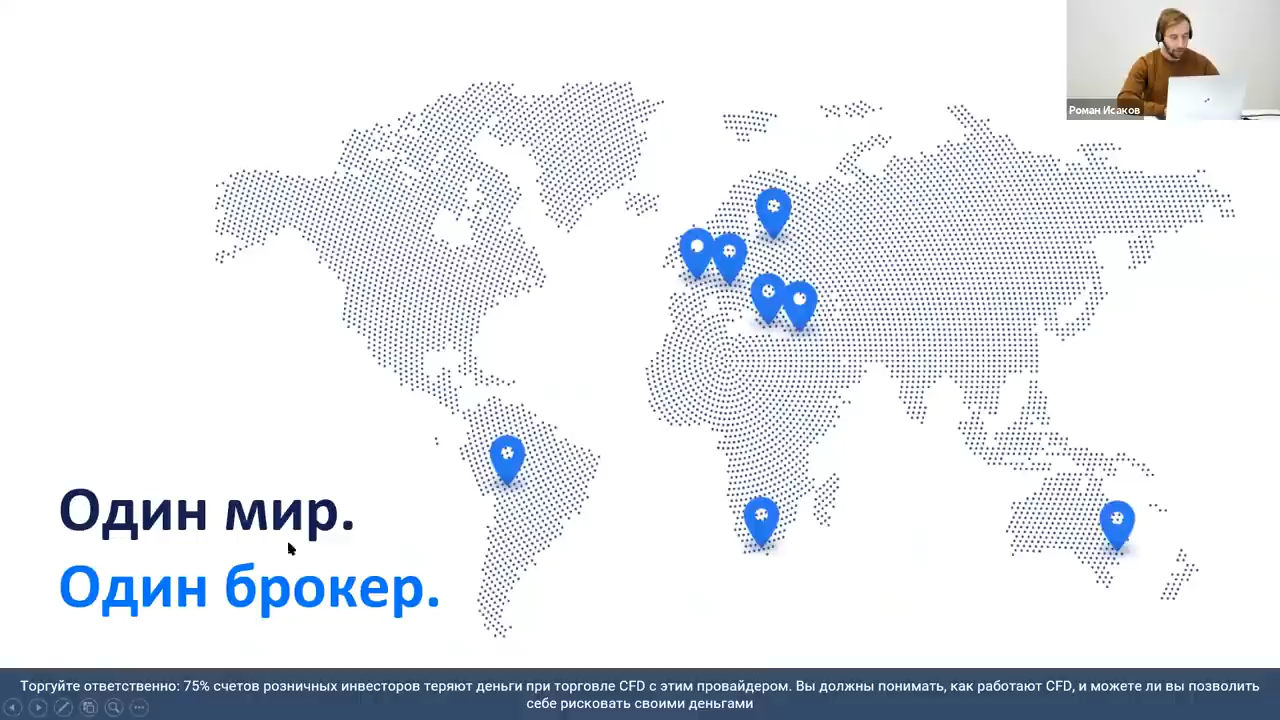 Роман Исаков
Один мир.
Один брокер.
Торгуйте ответственно: 75% счетов розничных инвесторов теряют деньги при торговле CFD с этим провайдером. Вы должны понимать, как работают CFD, и можете ли вы позволить
себе рисковать своими деньгами